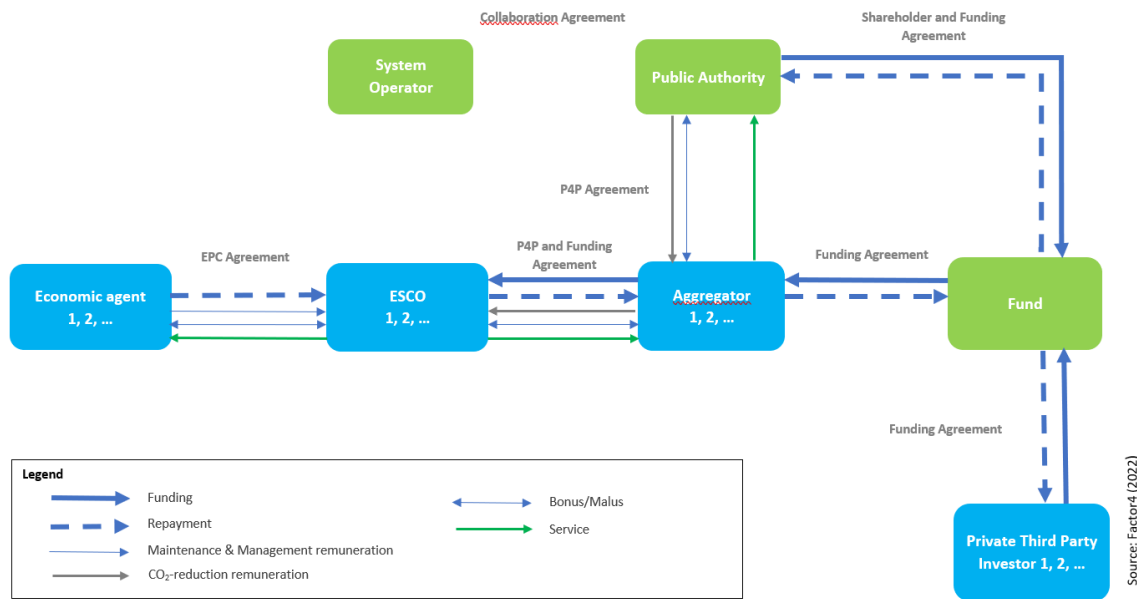 Collaboration Agreement
Shareholder and Funding
Agreement
System
Operator
Public Authority
P4P Agreement
EPC Agreement
P4P and Funding
Agreement
Funding Agreement
Economic agent
1, 2, ...
ESCO
1, 2, ...
Aggregator
1, 2, ...
Fund
Funding Agreement
Legend
Funding
Repayment
Maintenance & Management remuneration
CO₂-reduction remuneration
Bonus/Malus
Service
Private Third Party
Investor 1, 2, ...
Source: Factor4 (2022)